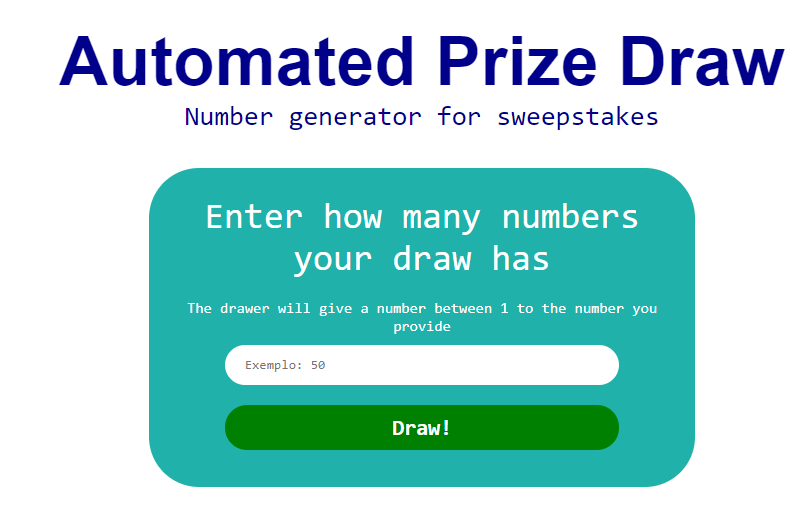 Automated Prize Draw
Number generator for sweepstakes
Enter how many numbers
your draw has
The drawer will give a number between 1 to the number you
provide
Exemplo: 50
Draw!